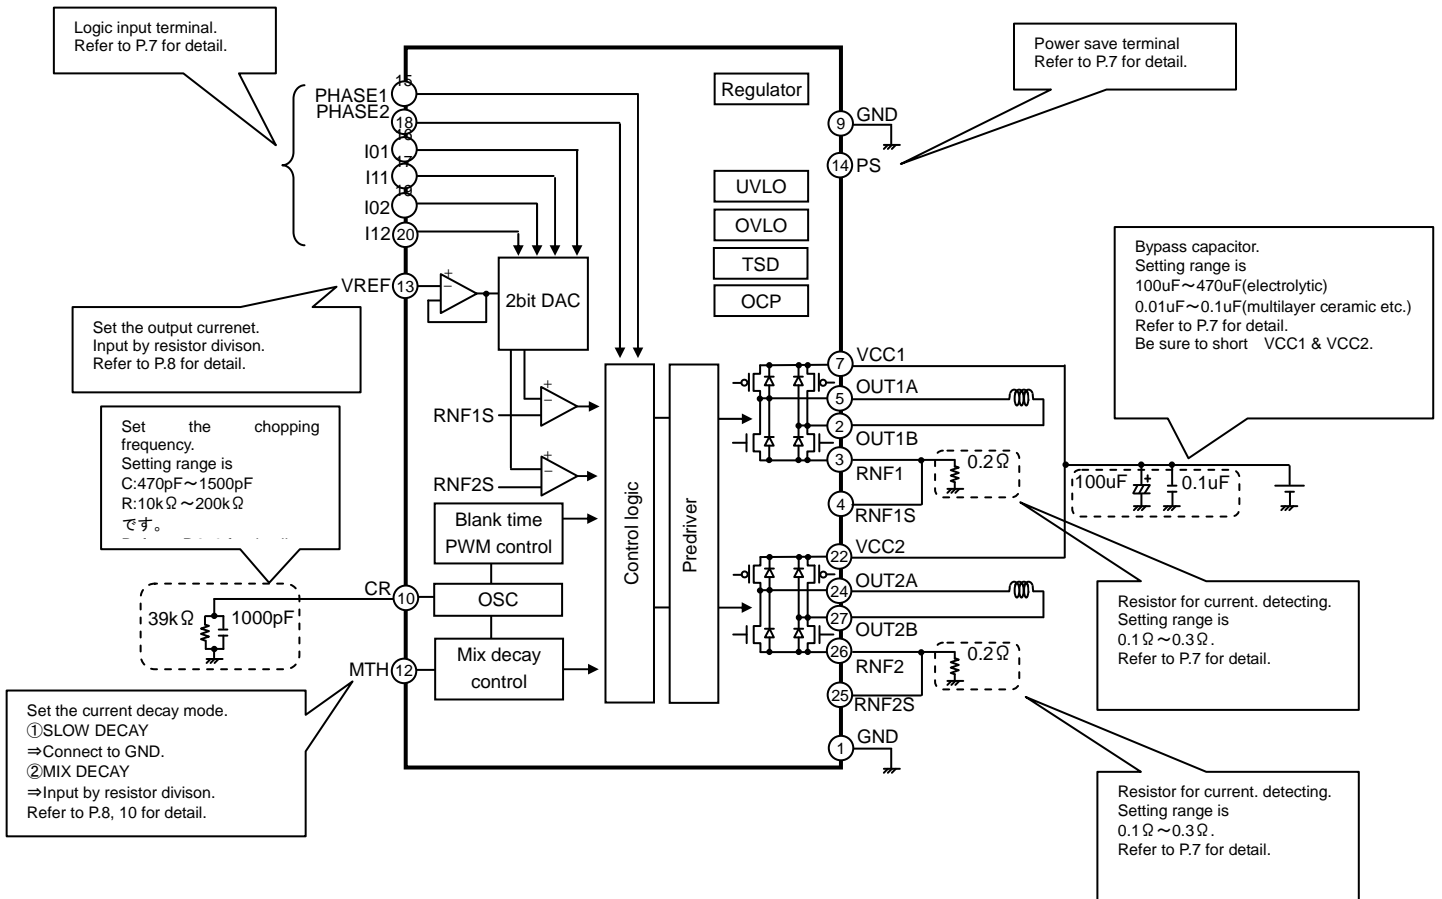 Logic input terminal.
Refer to P.7 for detail.
Power save terminal
Refer to P.7 for detail.
15
PHASE1
PHASE2
18
16
I01
17
I11
19
I02
I12
20
VREF
13
+
−
2bit DAC
Regulator
UVLO
OVLO
TSD
OCP
9
GND
14
PS
Bypass capacitor.
Setting range is
100uF～470uF(electrolytic)
0.01uF～0.1uF(multilayer ceramic etc.)
Refer to P.7 for detail.
Be sure to short VCC1 & VCC2.
Set the output currenet.
Input by resistor divison.
Refer to P.8 for detail.
Set the chopping
frequency.
Setting range is
C:470pF～1500pF
R:10kΩ～200kΩ
です。
RNF1S
+
−
RNF2S
+
−
Blank time
PWM control
OSC
Mix decay
control
Control logic
Predriver
7
VCC1
5
OUT1A
2
OUT1B
3
RNF1
0.2Ω
4
RNF1S
100uF
+
0.1uF
22
VCC2
24
OUT2A
27
OUT2B
26
RNF2
0.2Ω
25
RNF2S
1
GND
CR
10
39kΩ
1000pF
MTH
12
Set the current decay mode.
①SLOW DECAY
⇒Connect to GND.
②MIX DECAY
⇒Input by resistor divison.
Refer to P.8, 10 for detail.
Resistor for current. detecting.
Setting range is
0.1Ω～0.3Ω.
Refer to P.7 for detail.
Resistor for current. detecting.
Setting range is
0.1Ω～0.3Ω.
Refer to P.7 for detail.